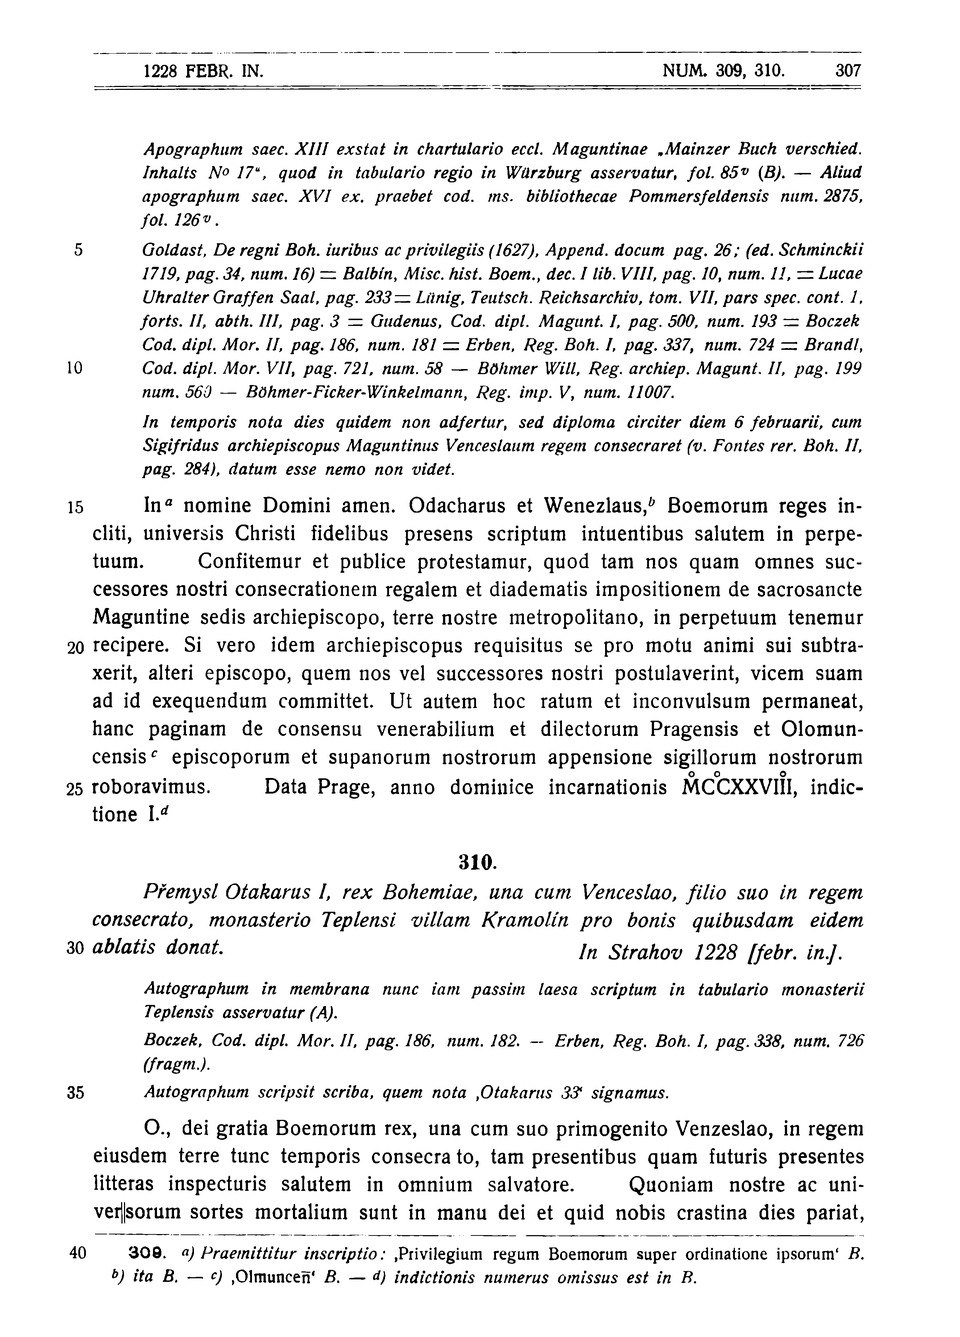 1228 FEBR. IN. NUM. 309, 310. 307
Apographum saec. XIII exstat in chartulario eccl. Maguntinae „Mainzer Buch verschied.
Inhalts Nº 17“, quod in tabulario regio in Würzburg asservatur, fol. 85ᵛ (B). — Aliud
apographum saec. XVI ex. praebet cod. ms. bibliothecae Pommersfeldensis num. 2875,
fol. 126ᵛ.
5 Goldast, De regni Boh. iuribus ac privilegiis (1627), Append. docum pag. 26; (ed. Schminckii
1719, pag. 34, num. 16) = Balbín, Misc. hist. Boem., dec. I lib. VIII, pag. 10, num. 11, = Lucae
Uhralter Graffen Saal, pag. 233 = Lünig, Teutsch. Reichsarchiv, tom. VII, pars spec. cont. 1,
forts. II, abth. III, pag. 3 = Gudenus, Cod. dipl. Magunt. I, pag. 500, num. 193 = Boczek
Cod. dipl. Mor. II, pag. 186, num. 181 = Erben, Reg. Boh. I, pag. 337, num. 724 = Brandl,
10 Cod. dipl. Mor. VII, pag. 721, num. 58 — Böhmer Will, Reg. archiep. Magunt. II, pag. 199
num. 569 — Böhmer-Ficker-Winkelmann, Reg. imp. V, num. 11007.
In temporis nota dies quidem non adfertur, sed diploma circiter diem 6 februarii, cum
Sigifridus archiepiscopus Maguntinus Venceslaum regem consecraret (v. Fontes rer. Boh. II,
pag. 284), datum esse nemo non videt.
15 Inᵃ nomine Domini amen. Odacharus et Wenezlaus,ᵇ Boemorum reges in-
cliti, universis Christi fidelibus presens scriptum intuentibus salutem in perpe-
tuum. Confitemur et publice protestamur, quod tam nos quam omnes suc-
cessores nostri consecrationem regalem et diadematis impositionem de sacrosancte
Maguntine sedis archiepiscopo, terre nostre metropolitano, in perpetuum tenemur
20 recipere. Si vero idem archiepiscopus requisitus se pro motu animi sui subtra-
xerit, alteri episcopo, quem nos vel successores nostri postulaverint, vicem suam
ad id exequendum committet. Ut autem hoc ratum et inconvulsum permaneat,
hanc paginam de consensu venerabilium et dilectorum Pragensis et Olomun-
censisᶜ episcoporum et supanorum nostrorum appensione sigillorum nostrorum
25 roboravimus. Data Prage, anno dominice incarnationis M̊CC̊XXVIII̊I, indic-
tione I.ᵈ
310.
Přemysl Otakarus I, rex Bohemiae, una cum Venceslao, filio suo in regem
consecrato, monasterio Teplensi villam Kramolín pro bonis quibusdam eidem
30 ablatis donat. In Strahov 1228 [febr. in.].
Autographum in membrana nunc iam passim laesa scriptum in tabulario monasterii
Teplensis asservatur (A).
Boczek, Cod. dipl. Mor. II, pag. 186, num. 182. — Erben, Reg. Boh. I, pag. 338, num. 726
(fragm.).
35 Autographum scripsit scriba, quem nota ‚Otakarus 33‘ signamus.
O., dei gratia Boemorum rex, una cum suo primogenito Venzeslao, in regem
eiusdem terre tunc temporis consecra to, tam presentibus quam futuris presentes
litteras inspecturis salutem in omnium salvatore. Quoniam nostre ac uni-
ver||sorum sortes mortalium sunt in manu dei et quid nobis crastina dies pariat,
40 309. ᵃ) Praemittitur inscriptio: ‚Privilegium regum Boemorum super ordinatione ipsorum‘ B.
ᵇ) ita B. — ᶜ) ‚Olmunceñ‘ B. — ᵈ) indictionis numerus omissus est in B.